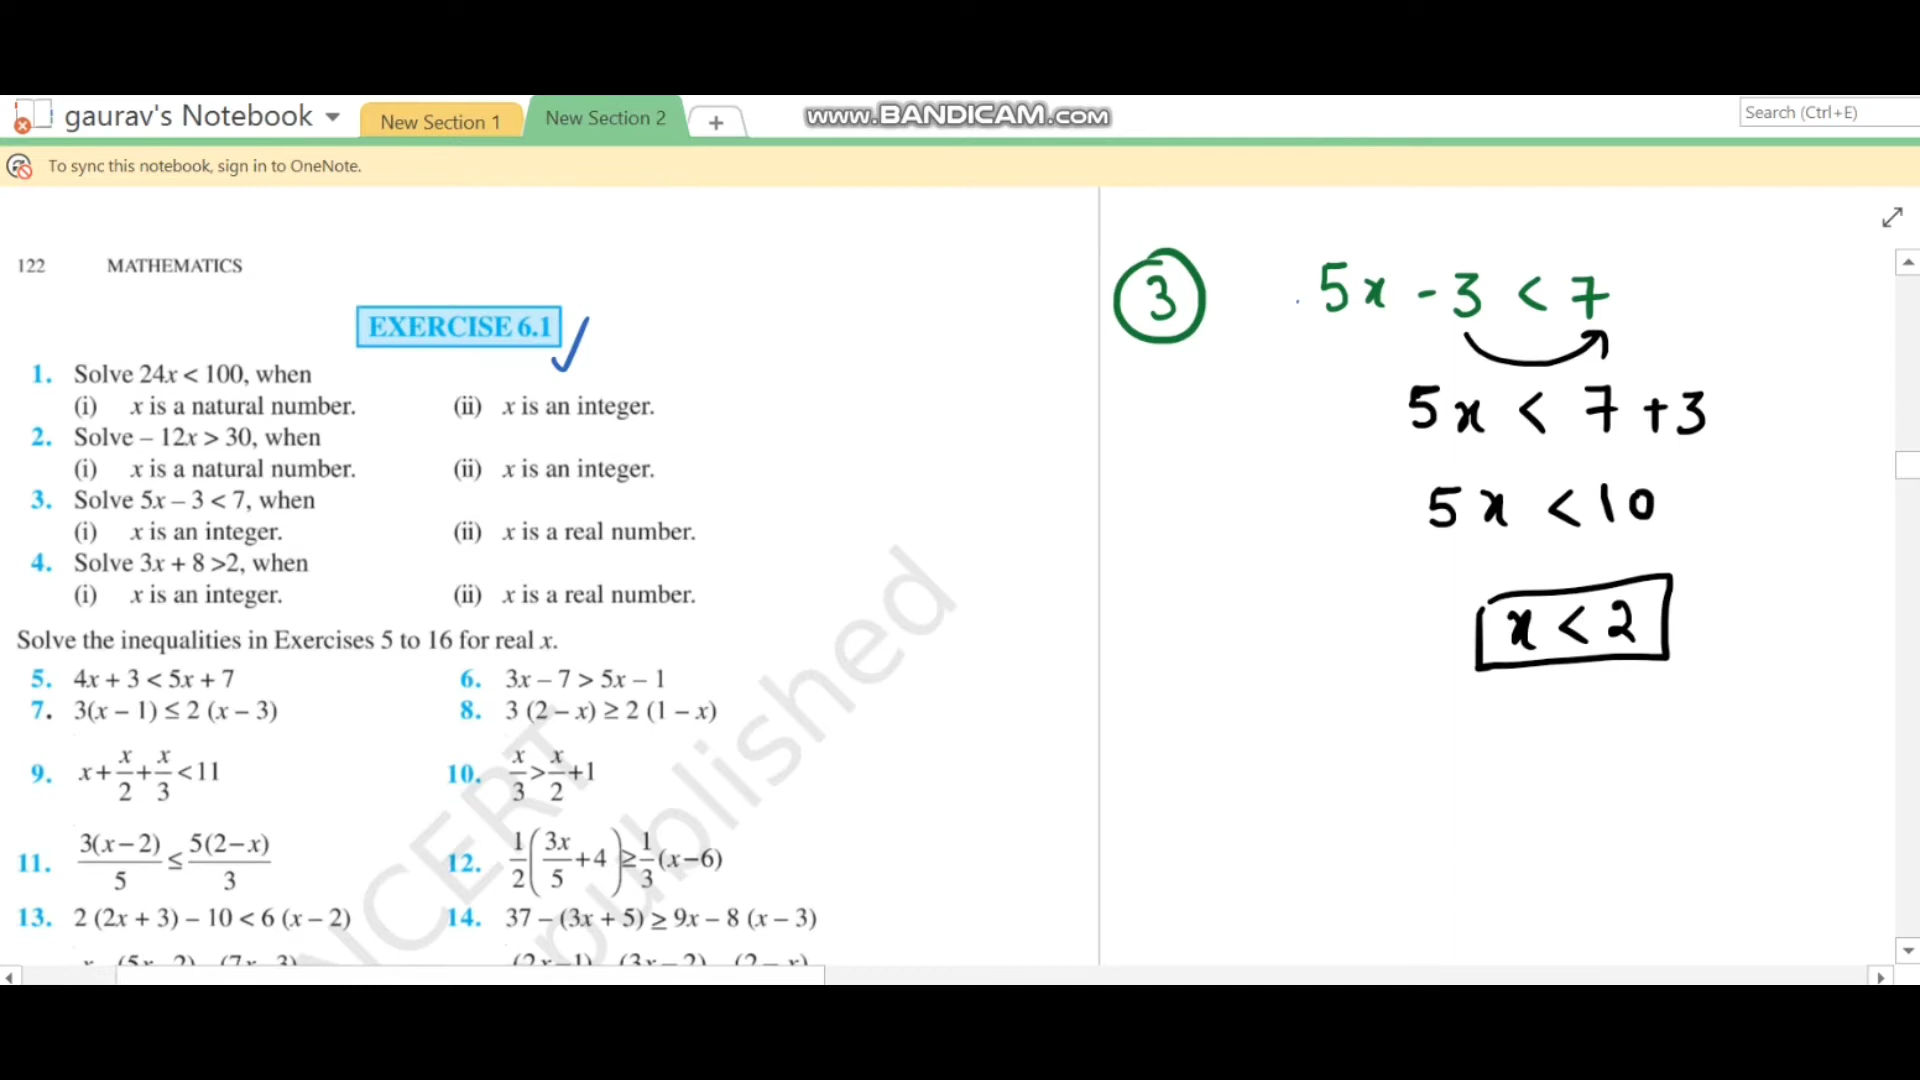 gaurav's Notebook
New Section 1
New Section 2
+
www.BANDICAM.com
Search (Ctrl+E)
To sync this notebook, sign in to OneNote.
122 MATHEMATICS
EXERCISE 6.1
1. Solve 24x < 100, when
(i) x is a natural number. (ii) x is an integer.
2. Solve – 12x > 30, when
(i) x is a natural number. (ii) x is an integer.
3. Solve 5x – 3 < 7, when
(i) x is an integer. (ii) x is a real number.
4. Solve 3x + 8 >2, when
(i) x is an integer. (ii) x is a real number.
Solve the inequalities in Exercises 5 to 16 for real x.
5. 4x + 3 < 5x + 7 6. 3x – 7 > 5x – 1
7. 3(x – 1) ≤ 2 (x – 3) 8. 3 (2 – x) ≥ 2 (1 – x)
9. x + x/2 + x/3 < 11 10. x/3 > x/2 + 1
11. 3(x–2)/5 ≤ 5(2–x)/3 12. 1/2 (3x/5 + 4) ≥ 1/3 (x–6)
13. 2 (2x + 3) – 10 < 6 (x – 2) 14. 37 – (3x + 5) ≥ 9x – 8 (x – 3)
NCERT
published
3 5x - 3 < 7
5x < 7 + 3
5x < 10
x < 2